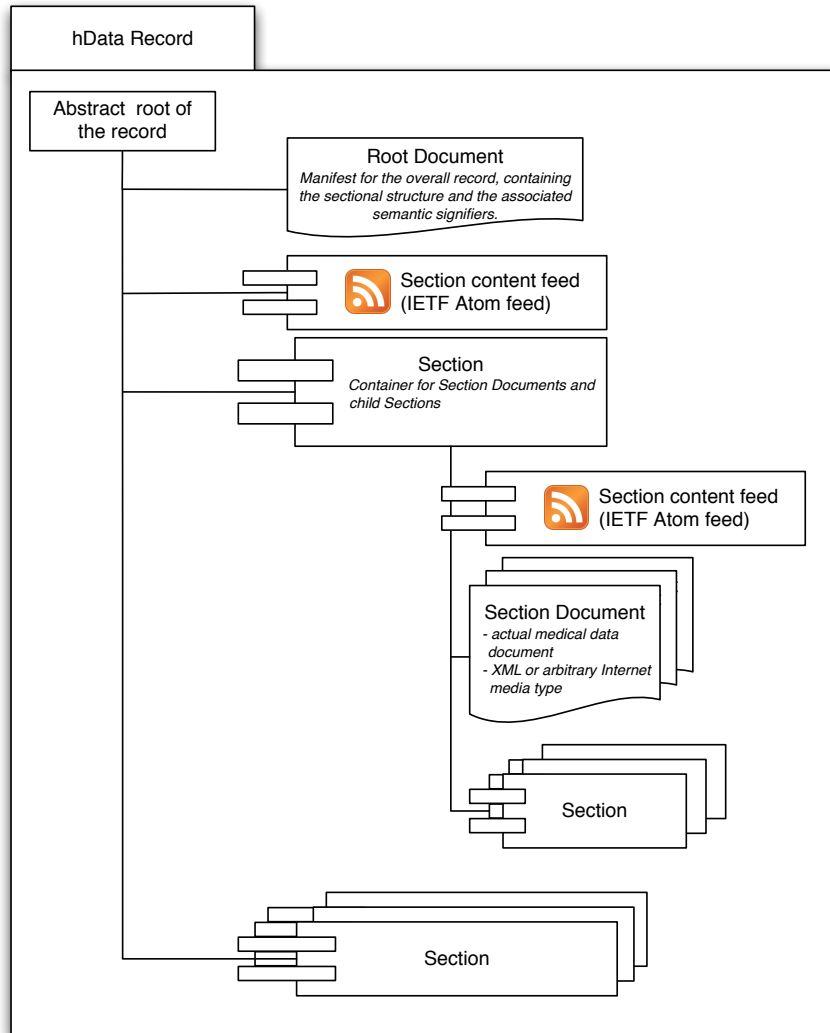 hData Record
Abstract root of
the record
Root Document
Manifest for the overall record, containing
the sectional structure and the associated
semantic signifiers.
Section content feed
(IETF Atom feed)
Section
Container for Section Documents and
child Sections
Section content feed
(IETF Atom feed)
Section Document
- actual medical data
document
- XML or arbitrary Internet
media type
Section
Section